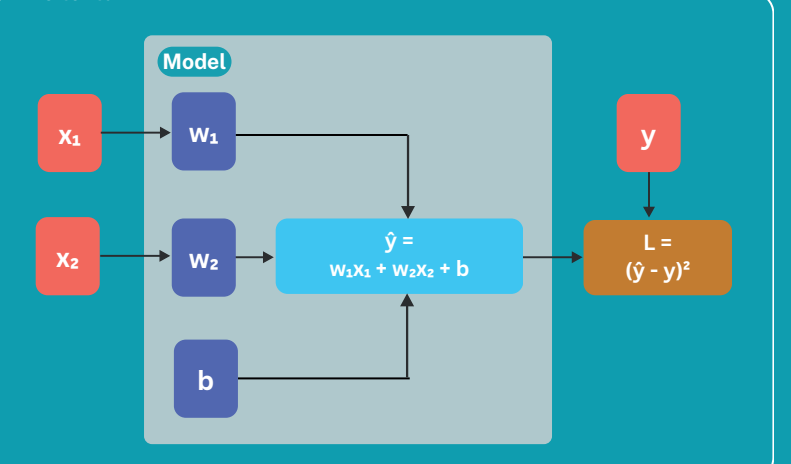 Model
x₁
w₁
y
x₂
w₂
ŷ =
w₁x₁ + w₂x₂ + b
L =
(ŷ - y)²
b